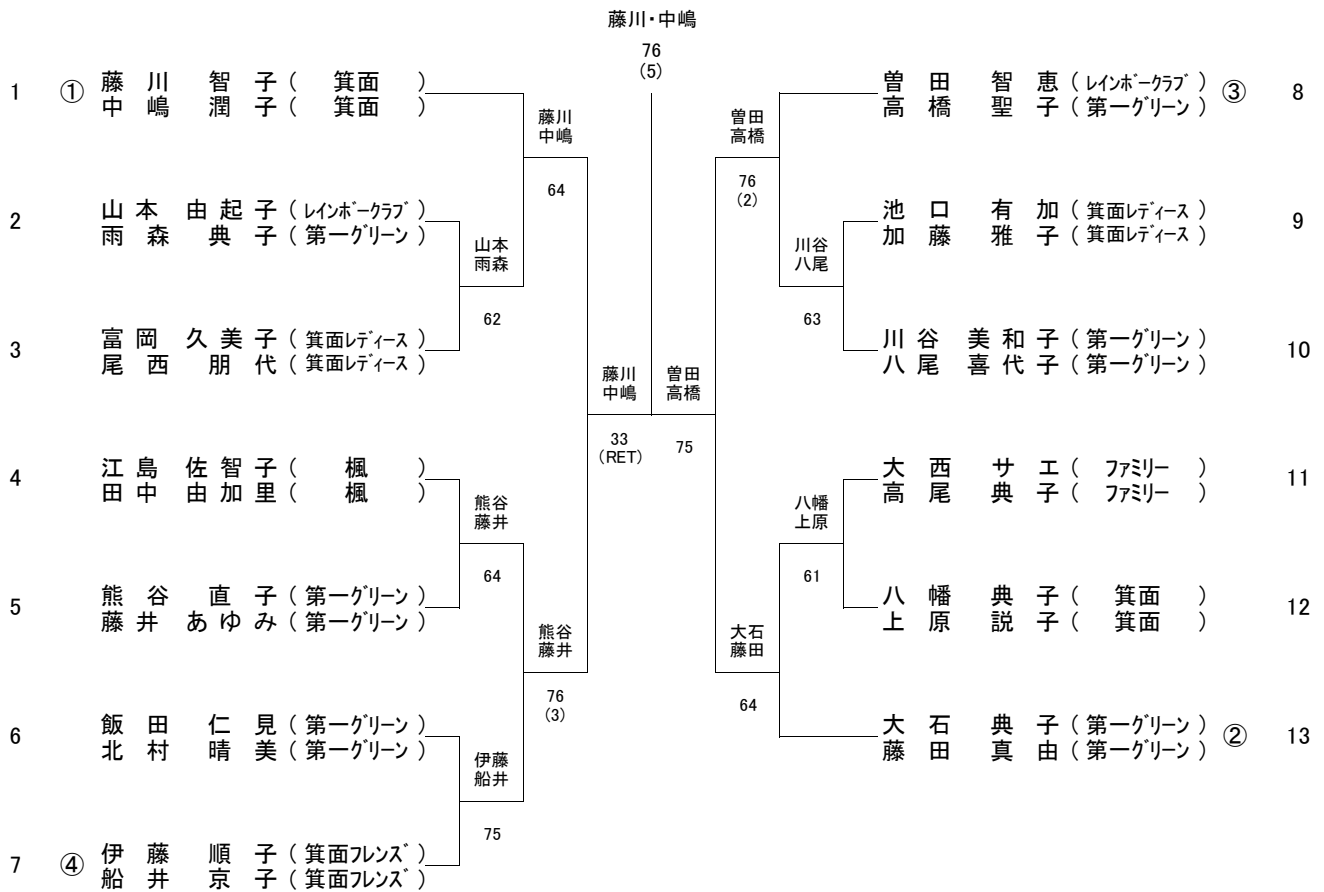 藤川・中嶋
76
(5)
1 ① 藤川 智子 ( 箕面 )
中嶋 潤子 ( 箕面 )
藤川
中嶋
64
2 山本 由起子 ( レインボークラブ )
雨森 典子 ( 第一グリーン )
山本
雨森
62
3 富岡 久美子 ( 箕面レディース )
尾西 朋代 ( 箕面レディース )
藤川
中嶋
33
(RET)
4 江島 佐智子 ( 楓 )
田中 由加里 ( 楓 )
熊谷
藤井
64
5 熊谷 直子 ( 第一グリーン )
藤井 あゆみ ( 第一グリーン )
熊谷
藤井
76
(3)
6 飯田 仁見 ( 第一グリーン )
北村 晴美 ( 第一グリーン )
伊藤
船井
75
7 ④ 伊藤 順子 ( 箕面フレンズ )
船井 京子 ( 箕面フレンズ )
曽田 智恵 ( レインボークラブ ) ③ 8
高橋 聖子 ( 第一グリーン )
曽田
高橋
76
(2)
池口 有加 ( 箕面レディース ) 9
加藤 雅子 ( 箕面レディース )
川谷
八尾
63
川谷 美和子 ( 第一グリーン ) 10
八尾 喜代子 ( 第一グリーン )
曽田
高橋
75
大西 サエ ( ファミリー ) 11
高尾 典子 ( ファミリー )
八幡
上原
61
八幡 典子 ( 箕面 ) 12
上原 説子 ( 箕面 )
大石
藤田
64
大石 典子 ( 第一グリーン ) ② 13
藤田 真由 ( 第一グリーン )